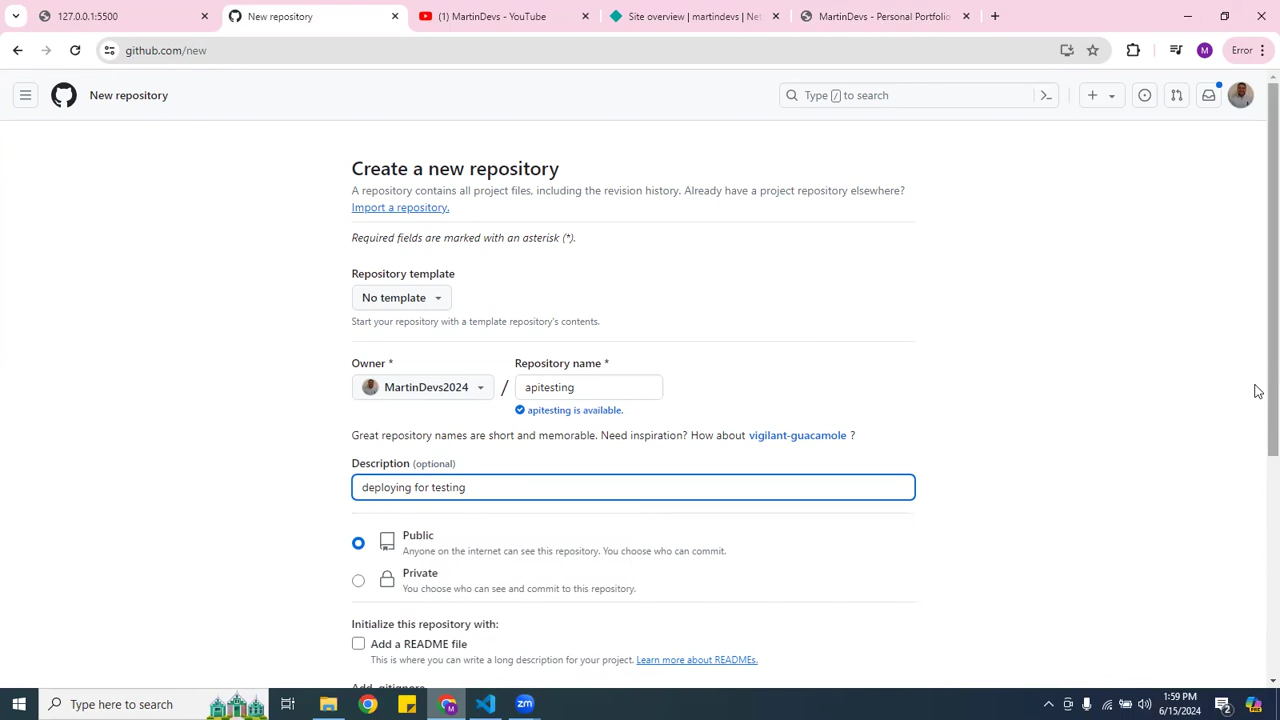 127.0.0.1:5500
New repository
(1) MartinDevs - YouTube
Site overview | martindevs | Net
MartinDevs - Personal Portfolio
github.com/new
M
Error
New repository
Type / to search
Create a new repository
A repository contains all project files, including the revision history. Already have a project repository elsewhere?
Import a repository.
Required fields are marked with an asterisk (*).
Repository template
No template
Start your repository with a template repository's contents.
Owner *
Repository name *
MartinDevs2024
/
apitesting
apitesting is available.
Great repository names are short and memorable. Need inspiration? How about vigilant-guacamole ?
Description (optional)
deploying for testing
Public
Anyone on the internet can see this repository. You choose who can commit.
Private
You choose who can see and commit to this repository.
Initialize this repository with:
Add a README file
This is where you can write a long description for your project. Learn more about READMEs.
Add .gitignore
Type here to search
M
zm
1:59 PM
6/15/2024
2